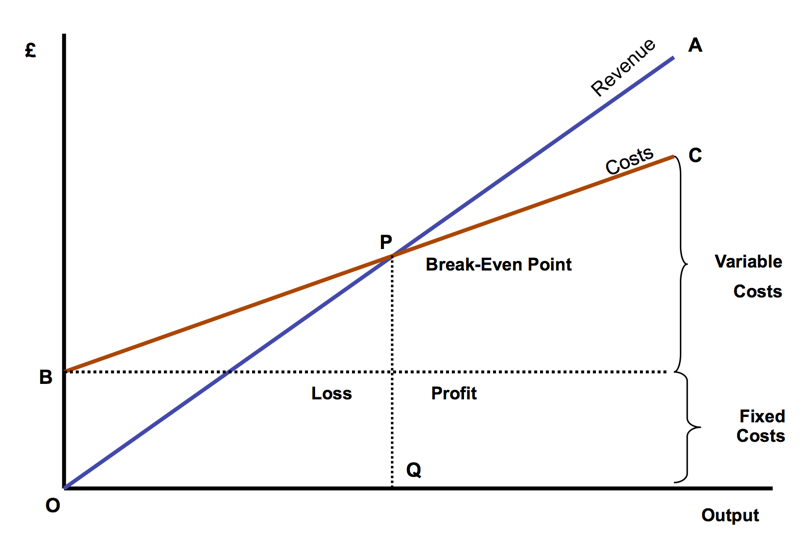 £
Revenue
A
Costs
C
P
Break-Even Point
Variable
Costs
B
Loss
Profit
Fixed
Costs
Q
O
Output